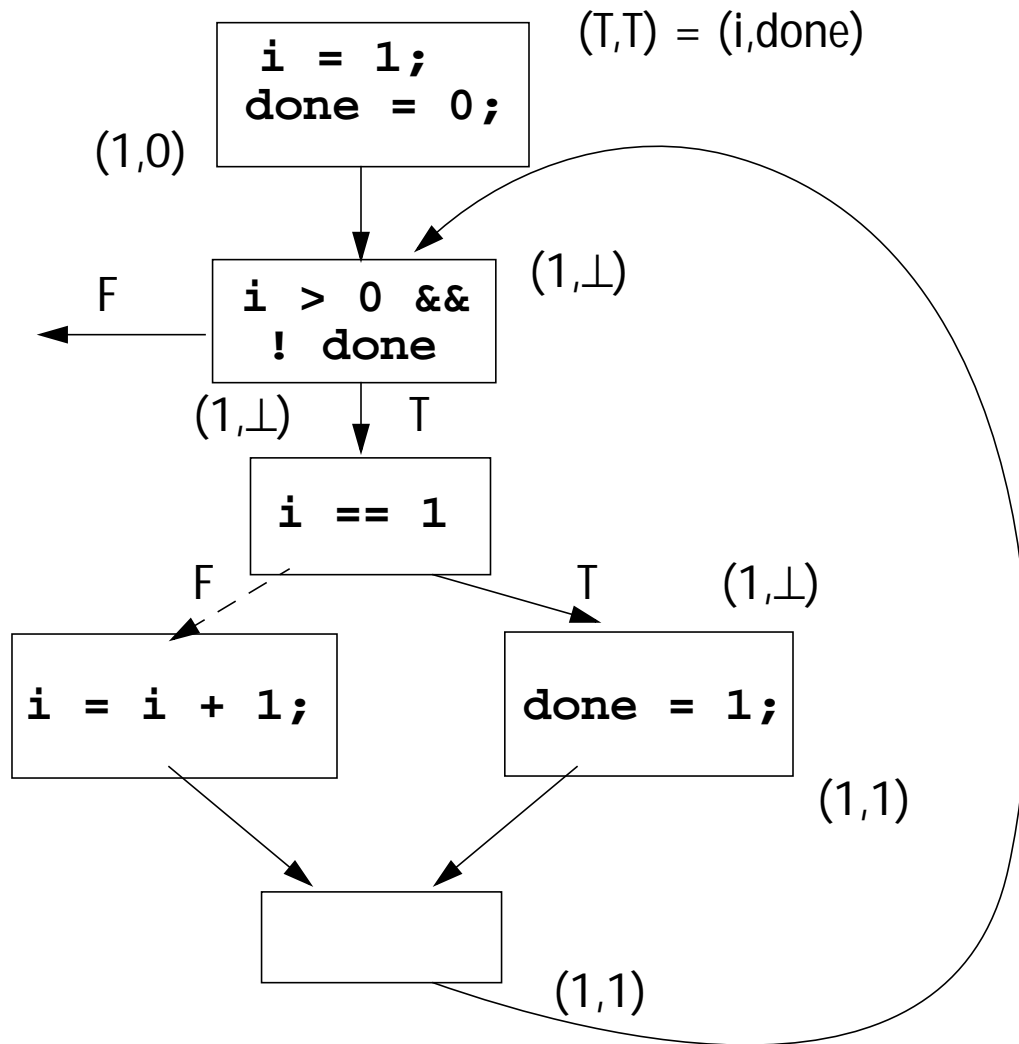 (T,T) = (i,done)
i = 1;
done = 0;
(1,0)
(1,⊥)
F
i > 0 &&
! done
(1,⊥)
T
i == 1
F
T
(1,⊥)
i = i + 1;
done = 1;
(1,1)
(1,1)